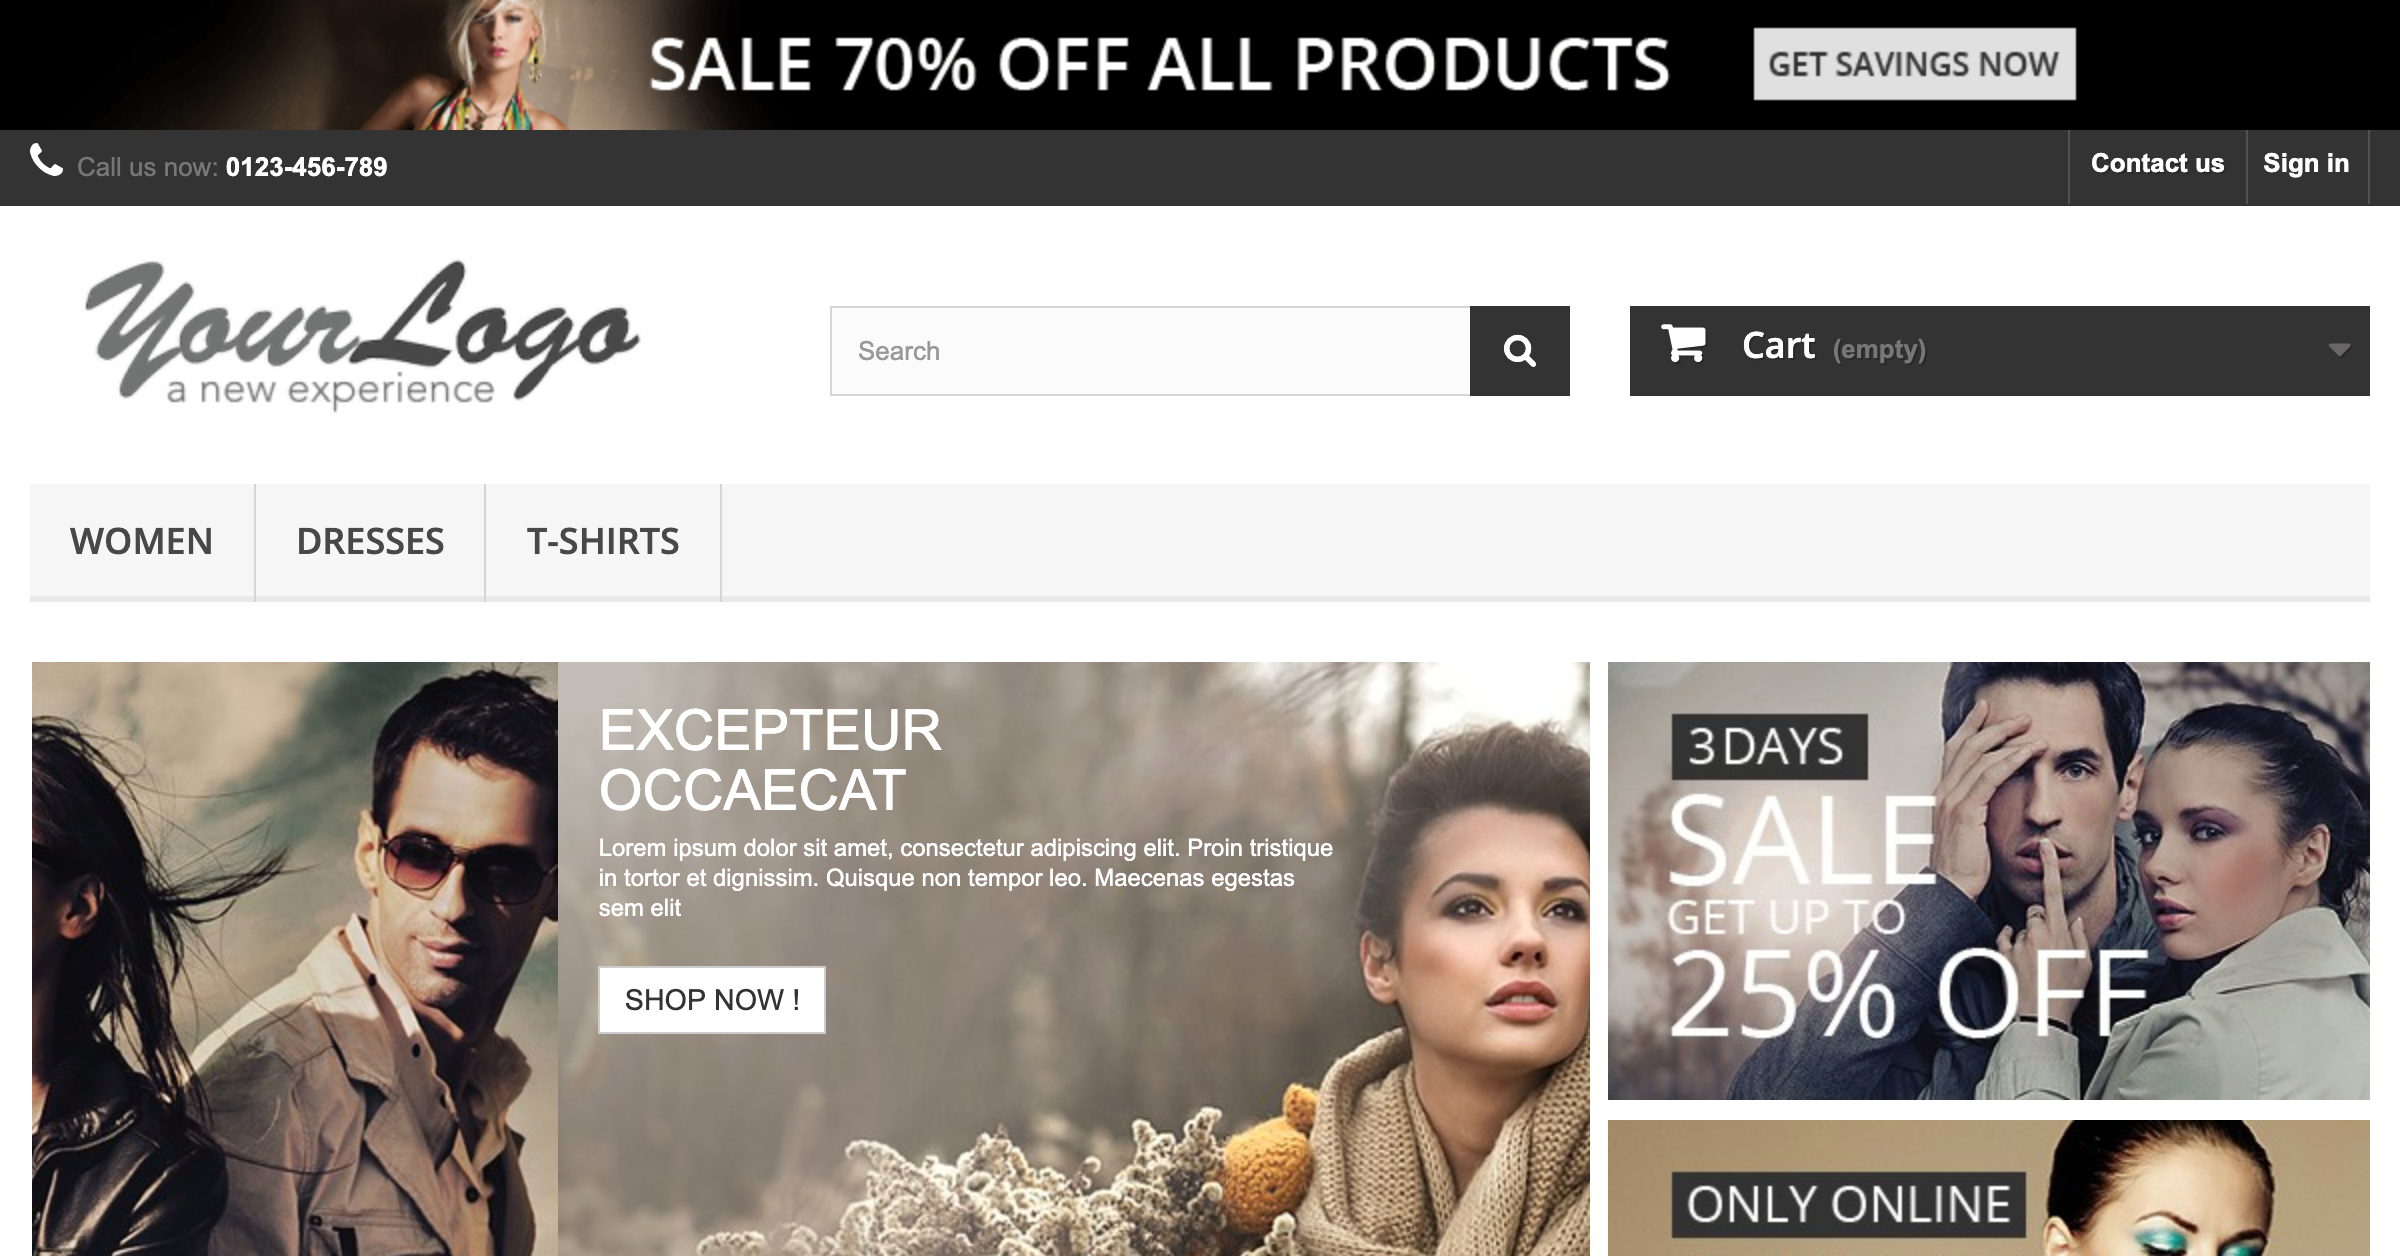 SALE 70% OFF ALL PRODUCTS
GET SAVINGS NOW
Call us now: 0123-456-789
Contact us
Sign in
YourLogo
a new experience
Search
Cart (empty)
WOMEN
DRESSES
T-SHIRTS
EXCEPTEUR
OCCAECAT
Lorem ipsum dolor sit amet, consectetur adipiscing elit. Proin tristique
in tortor et dignissim. Quisque non tempor leo. Maecenas egestas
sem elit
SHOP NOW !
3 DAYS
SALE
GET UP TO
25% OFF
ONLY ONLINE